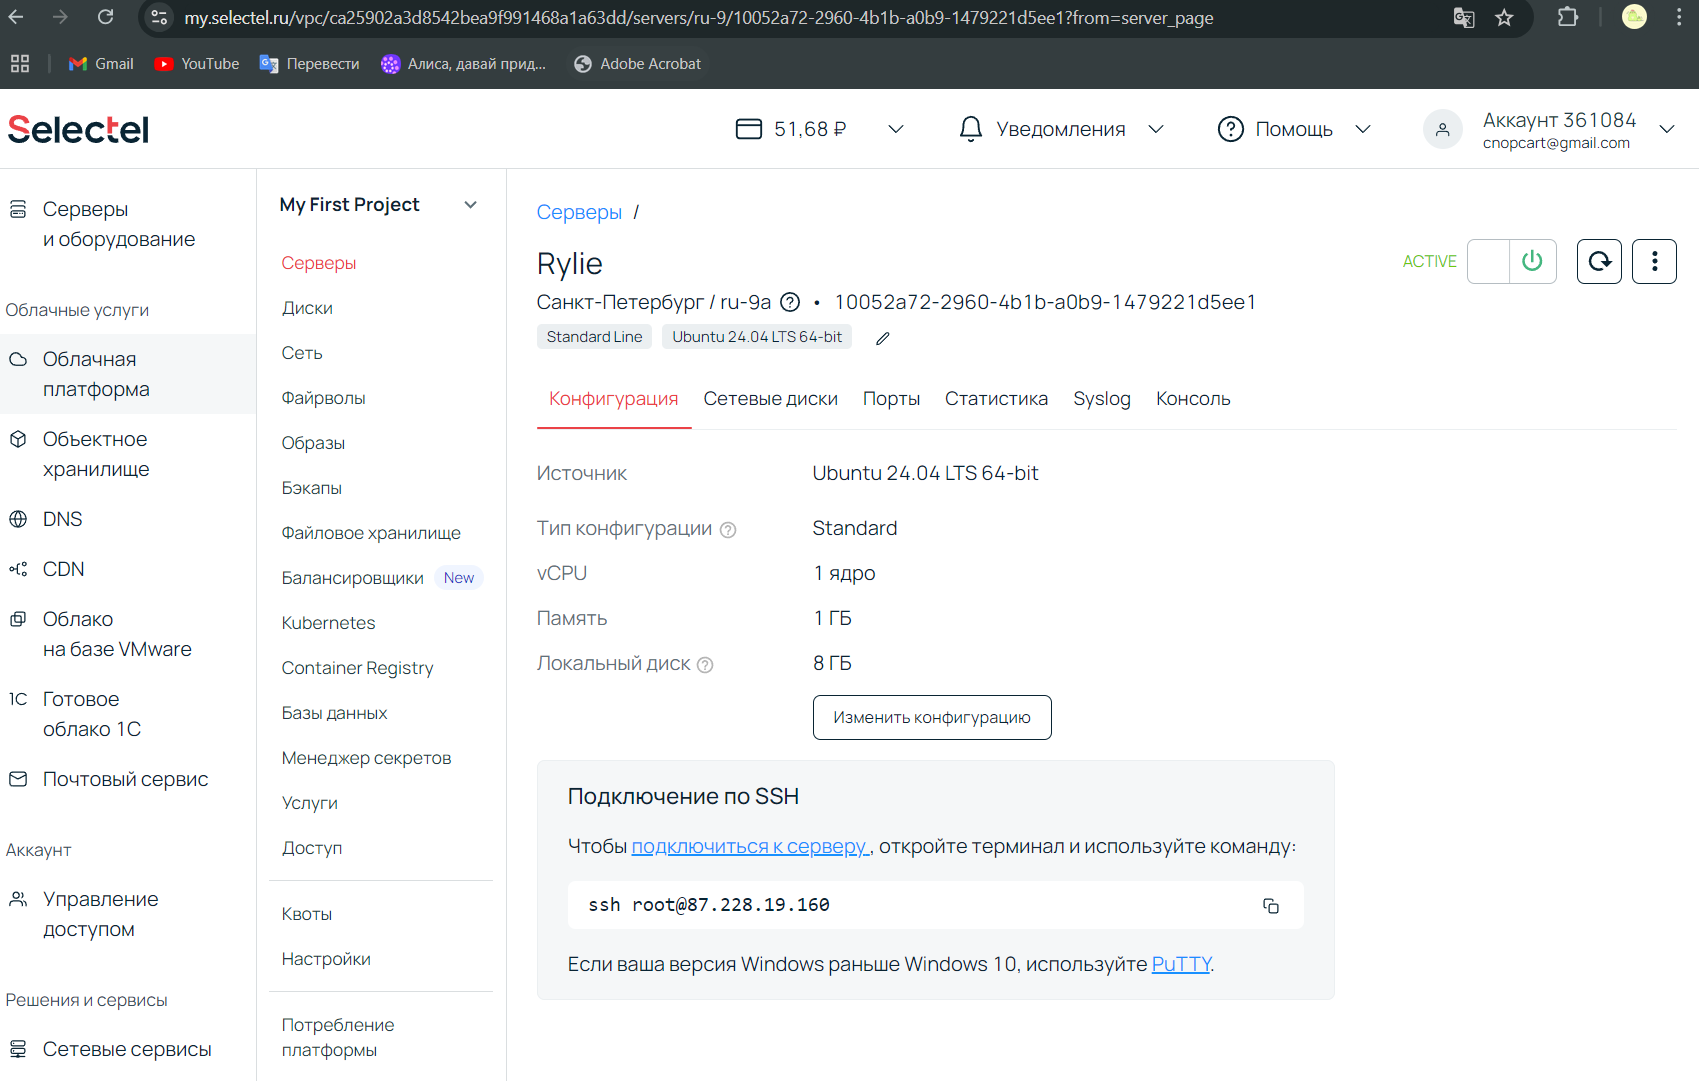 my.selectel.ru/vpc/ca25902a3d8542bea9f991468a1a63dd/servers/ru-9/10052a72-2960-4b1b-a0b9-1479221d5ee1?from=server_page
Gmail
YouTube
Перевести
Алиса, давай прид...
Adobe Acrobat
Selectel
51,68 ₽
Уведомления
Помощь
Аккаунт 361084
cnopcart@gmail.com
Серверы
и оборудование
Облачные услуги
Облачная
платформа
Объектное
хранилище
DNS
CDN
Облако
на базе VMware
1С Готовое
облако 1С
Почтовый сервис
Аккаунт
Управление
доступом
Решения и сервисы
Сетевые сервисы
My First Project
Серверы
Диски
Сеть
Файрволы
Образы
Бэкапы
Файловое хранилище
Балансировщики New
Kubernetes
Container Registry
Базы данных
Менеджер секретов
Услуги
Доступ
Квоты
Настройки
Потребление
платформы
Серверы /
Rylie
ACTIVE
Санкт-Петербург / ru-9a • 10052a72-2960-4b1b-a0b9-1479221d5ee1
Standard Line
Ubuntu 24.04 LTS 64-bit
Конфигурация
Сетевые диски
Порты
Статистика
Syslog
Консоль
Источник Ubuntu 24.04 LTS 64-bit
Тип конфигурации Standard
vCPU 1 ядро
Память 1 ГБ
Локальный диск 8 ГБ
Изменить конфигурацию
Подключение по SSH
Чтобы подключиться к серверу , откройте терминал и используйте команду:
ssh root@87.228.19.160
Если ваша версия Windows раньше Windows 10, используйте PuTTY.